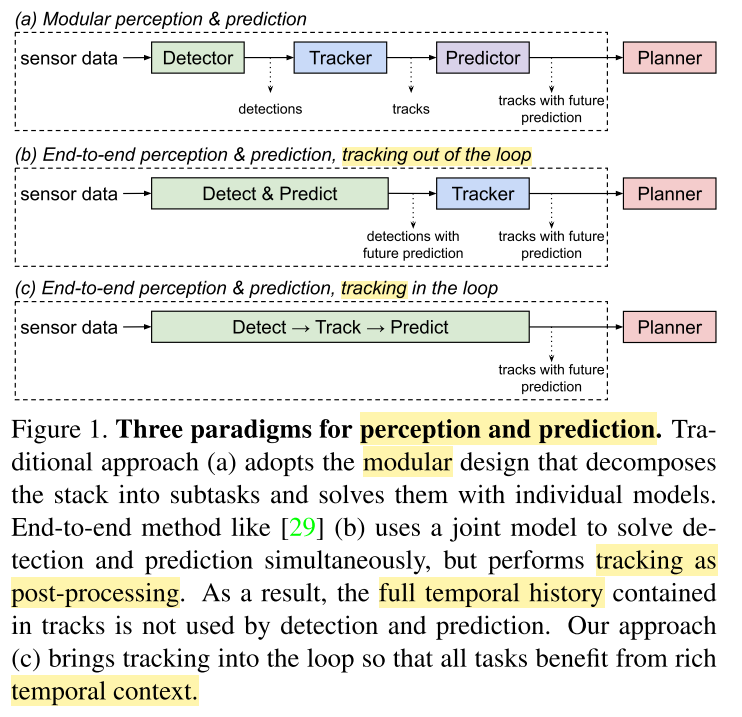 (a) Modular perception & prediction
sensor data
Detector
Tracker
Predictor
Planner
detections
tracks
tracks with future
prediction
(b) End-to-end perception & prediction, tracking out of the loop
sensor data
Detect & Predict
Tracker
Planner
detections with
future prediction
tracks with future
prediction
(c) End-to-end perception & prediction, tracking in the loop
sensor data
Detect → Track → Predict
Planner
tracks with future
prediction
Figure 1. Three paradigms for perception and prediction. Tra-
ditional approach (a) adopts the modular design that decomposes
the stack into subtasks and solves them with individual models.
End-to-end method like [29] (b) uses a joint model to solve de-
tection and prediction simultaneously, but performs tracking as
post-processing. As a result, the full temporal history contained
in tracks is not used by detection and prediction. Our approach
(c) brings tracking into the loop so that all tasks benefit from rich
temporal context.